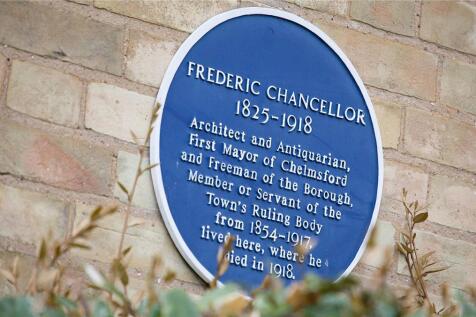 FREDERIC CHANCELLOR
1825-1918
Architect and Antiquarian,
First Mayor of Chelmsford
and Freeman of the Borough,
Member or Servant of the
Town's Ruling Body
from 1854-1917,
lived here, where he
died in 1918.